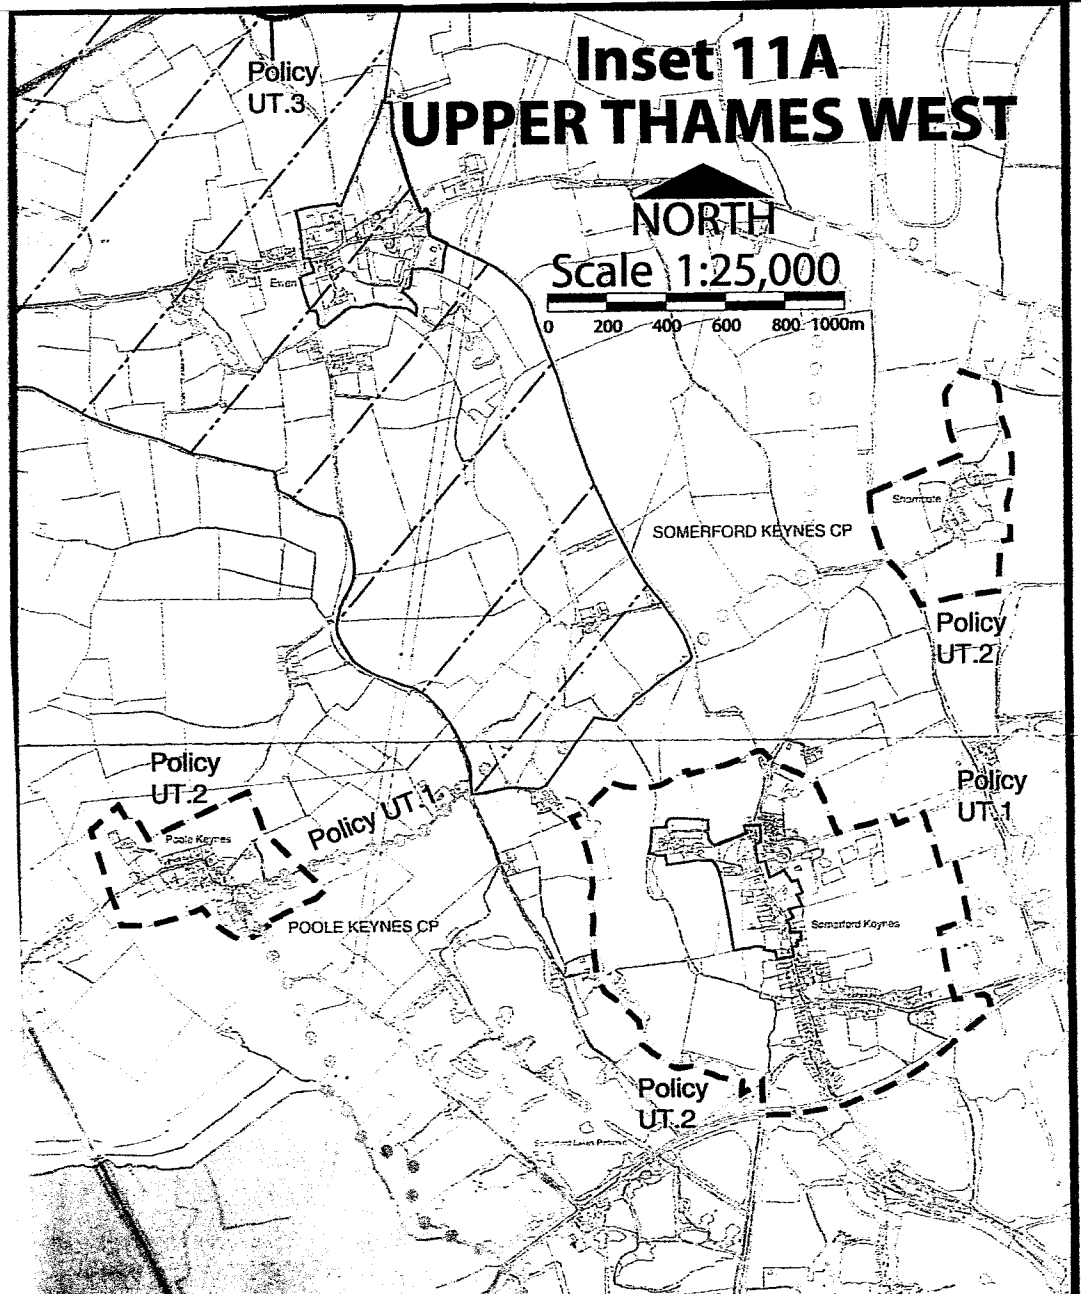 Inset 11A
UPPER THAMES WEST
NORTH
Scale 1:25,000
0 200 400 600 800 1000m
Policy
UT.3
Ewen
SOMERFORD KEYNES CP
Policy
UT.2
Policy
UT.2
Policy UT.1
Poole Keynes
POOLE KEYNES CP
Policy
UT.1
Somerford Keynes
Policy
UT.2